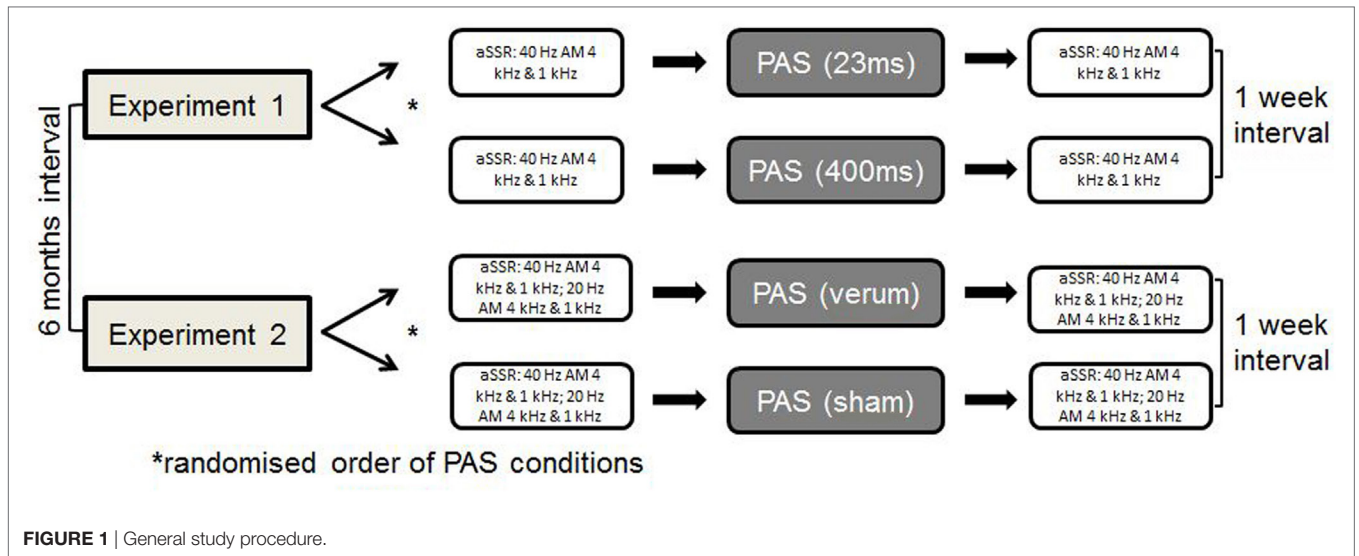 6 months interval
Experiment 1
*
aSSR: 40 Hz AM 4
kHz & 1 kHz
PAS (23ms)
aSSR: 40 Hz AM 4
kHz & 1 kHz
aSSR: 40 Hz AM 4
kHz & 1 kHz
PAS (400ms)
aSSR: 40 Hz AM 4
kHz & 1 kHz
1 week
interval
Experiment 2
*
aSSR: 40 Hz AM 4
kHz & 1 kHz; 20 Hz
AM 4 kHz & 1 kHz
PAS (verum)
aSSR: 40 Hz AM 4
kHz & 1 kHz; 20 Hz
AM 4 kHz & 1 kHz
aSSR: 40 Hz AM 4
kHz & 1 kHz; 20 Hz
AM 4 kHz & 1 kHz
PAS (sham)
aSSR: 40 Hz AM 4
kHz & 1 kHz; 20 Hz
AM 4 kHz & 1 kHz
1 week
interval
*randomised order of PAS conditions
FIGURE 1 | General study procedure.